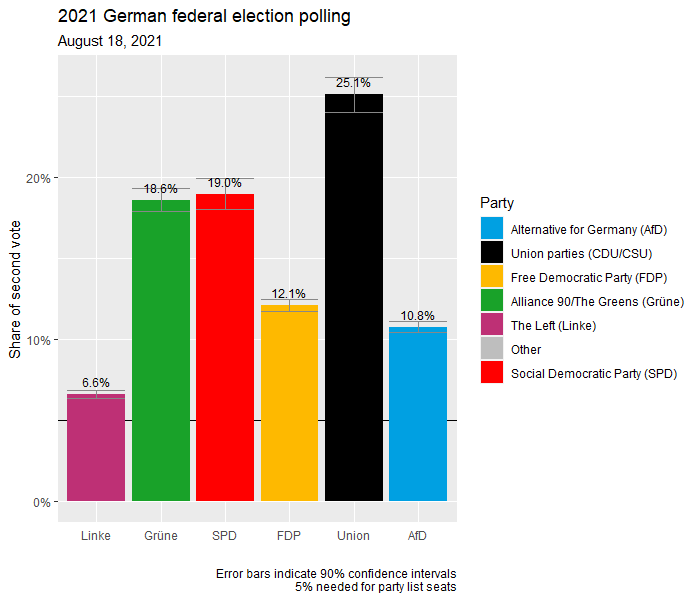 2021 German federal election polling
August 18, 2021
Share of second vote
20%
10%
0%
6.6%
18.6%
19.0%
12.1%
25.1%
10.8%
Linke
Grüne
SPD
FDP
Union
AfD
Party
Alternative for Germany (AfD)
Union parties (CDU/CSU)
Free Democratic Party (FDP)
Alliance 90/The Greens (Grüne)
The Left (Linke)
Other
Social Democratic Party (SPD)
Error bars indicate 90% confidence intervals
5% needed for party list seats